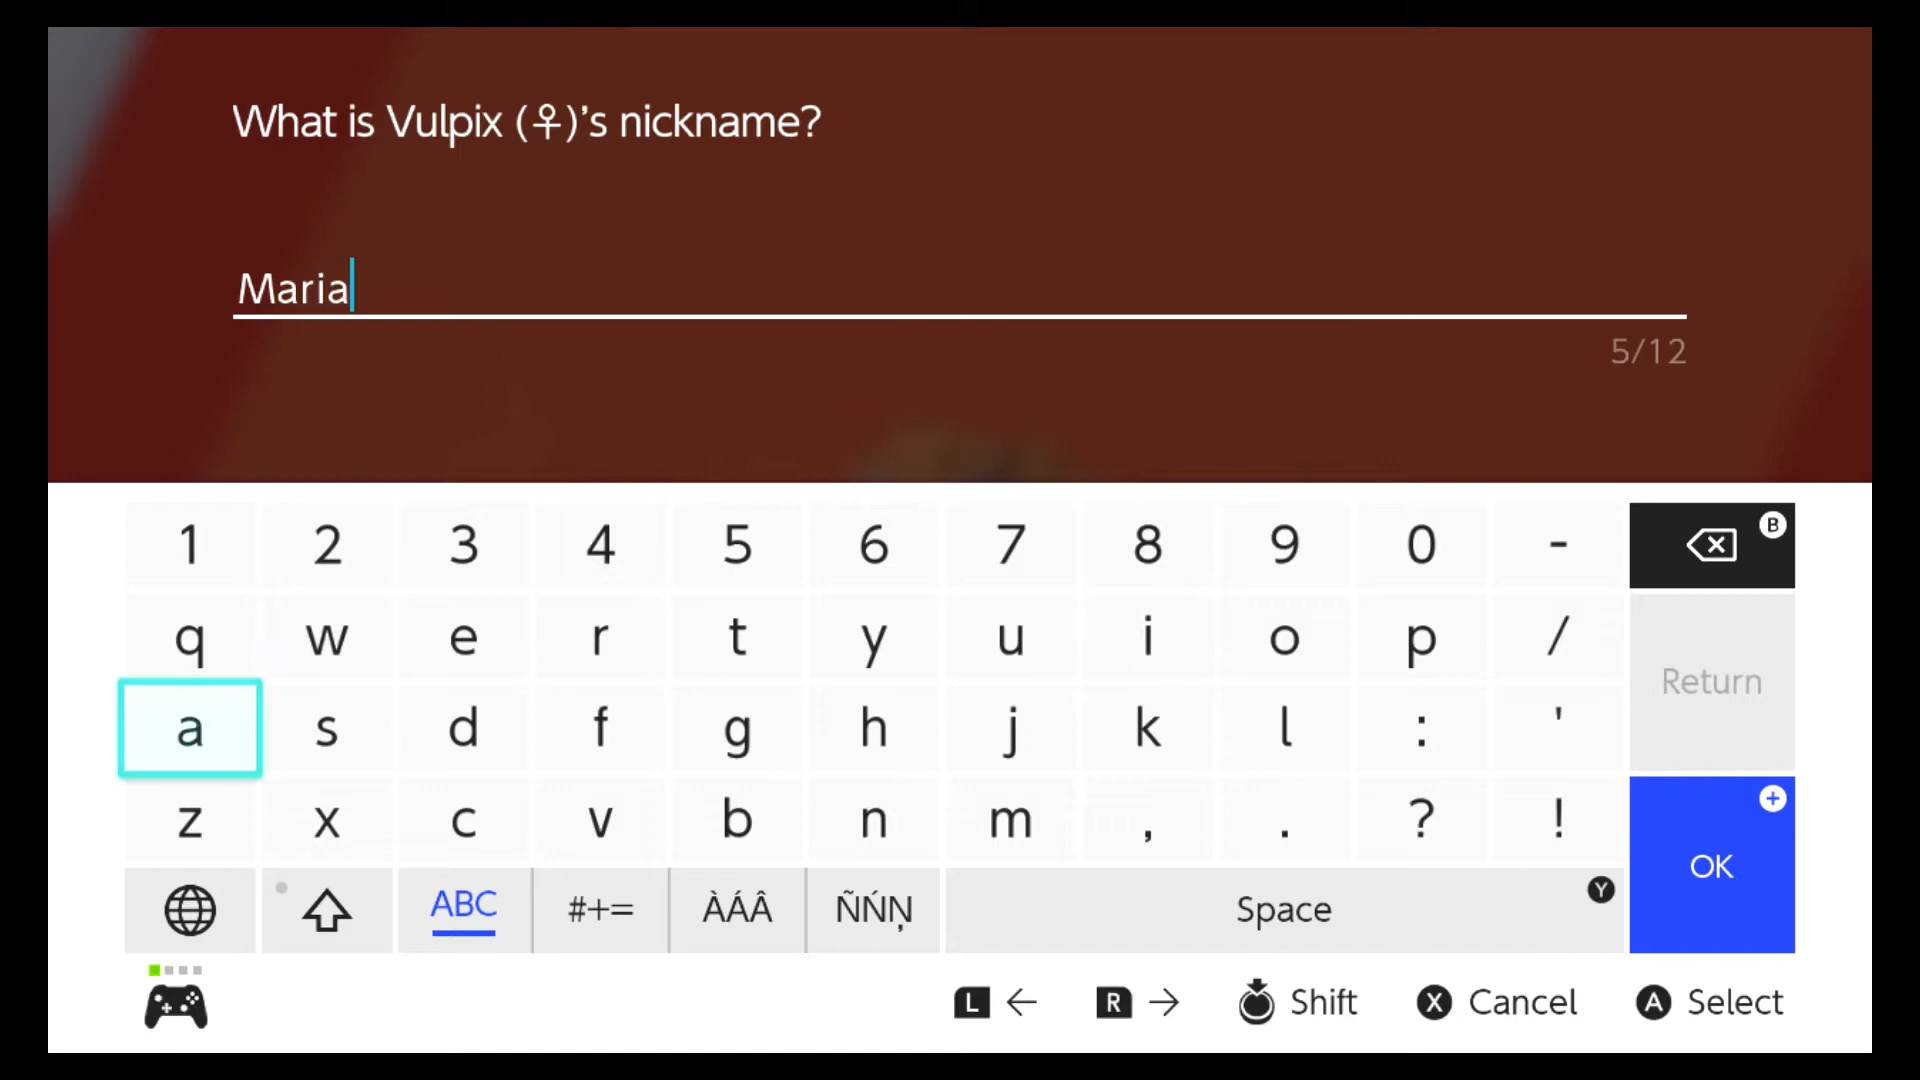 What is Vulpix (♀)'s nickname?
Maria
5/12
1 2 3 4 5 6 7 8 9 0 -
B
q w e r t y u i o p /
Return
a s d f g h j k l : '
z x c v b n m , . ? !
+
OK
ABC #+= ÀÁÂ ÑŃŅ Space Y
L ← R → Shift X Cancel A Select